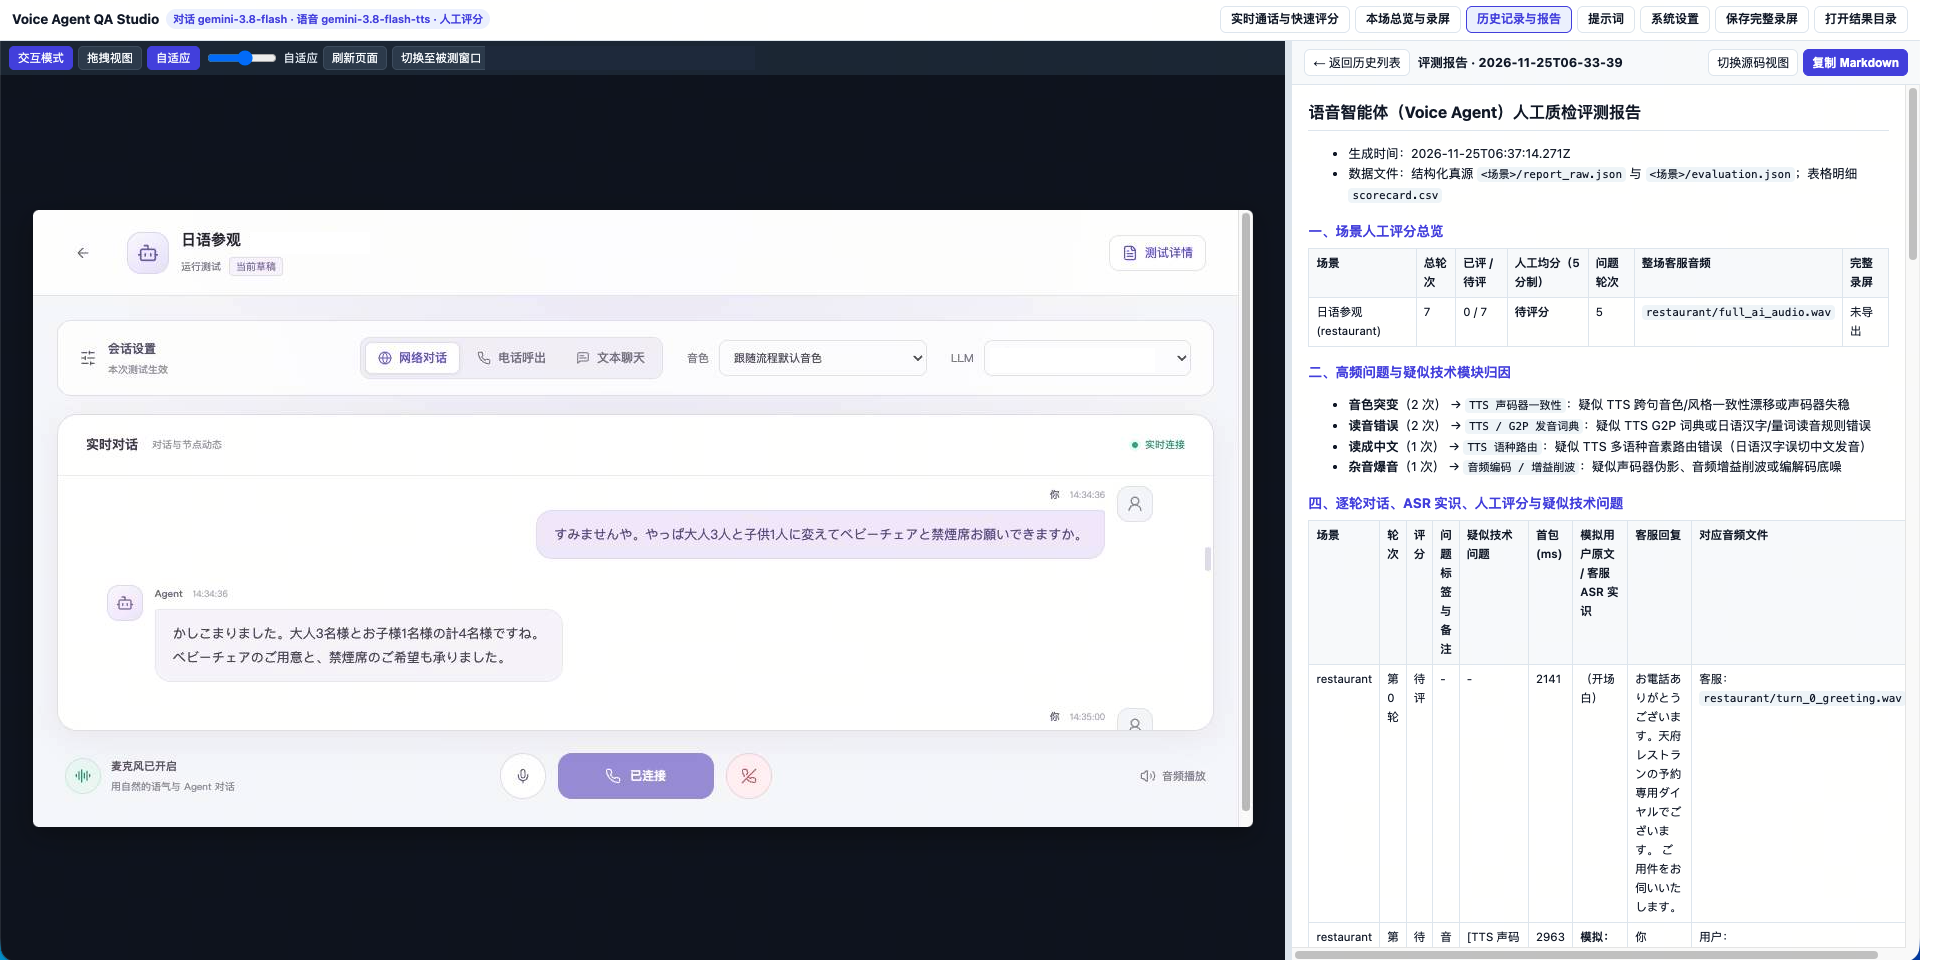 Voice Agent QA Studio
对话 gemini-3.8-flash · 语音 gemini-3.8-flash-tts · 人工评分
实时通话与快速评分
本场总览与录屏
历史记录与报告
提示词
系统设置
保存完整录屏
打开结果目录
交互模式
拖拽视图
自适应
自适应
刷新页面
切换至被测窗口
日语参观
运行测试
当前草稿
测试详情
会话设置
本次测试生效
网络对话
电话呼出
文本聊天
音色
跟随流程默认音色
LLM
实时对话
对话与节点动态
实时连接
你 14:34:36
すみませんや。やっぱ大人3人と子供1人に変えてベビーチェアと禁煙席お願いできますか。
Agent 14:34:36
かしこまりました。大人3名様とお子様1名様の計4名様ですね。
ベビーチェアのご用意と、禁煙席のご希望も承りました。
你 14:35:00
麦克风已开启
用自然的语气与 Agent 对话
已连接
音频播放
← 返回历史列表
评测报告 · 2026-11-25T06-33-39
切换源码视图
复制 Markdown
语音智能体（Voice Agent）人工质检评测报告
• 生成时间：2026-11-25T06:37:14.271Z
• 数据文件：结构化真源 <场景>/report_raw.json 与 <场景>/evaluation.json；表格明细
scorecard.csv
一、场景人工评分总览
场景
总轮
次
已评 /
待评
人工均分（5
分制）
问题
轮次
整场客服音频
完整
录屏
日语参观
(restaurant)
7
0 / 7
待评分
5
restaurant/full_ai_audio.wav
未导
出
二、高频问题与疑似技术模块归因
• 音色突变（2 次） → TTS 声码器一致性：疑似 TTS 跨句音色/风格一致性漂移或声码器失稳
• 读音错误（2 次） → TTS / G2P 发音词典：疑似 TTS G2P 词典或日语汉字/量词读音规则错误
• 读成中文（1 次） → TTS 语种路由：疑似 TTS 多语种音素路由错误（日语汉字误切中文发音）
• 杂音爆音（1 次） → 音频编码 / 增益削波：疑似声码器伪影、音频增益削波或编解码底噪
四、逐轮对话、ASR 实识、人工评分与疑似技术问题
场景
轮
次
评
分
问
题
标
签
与
备
注
疑似技术
问题
首包
(ms)
模拟用
户原文
/ 客服
ASR 实
识
客服回复
对应音频文件
restaurant
第
0
轮
待
评
-
-
2141
（开场
白）
お電話あ
りがとう
ございま
す。天府
レストラ
ンの予約
専用ダイ
ヤルでご
ざいま
す。 ご
用件をお
伺いいた
します。
客服：
restaurant/turn_0_greeting.wav
restaurant
第
待
音
[TTS 声码
2963
模拟：
你
用户：